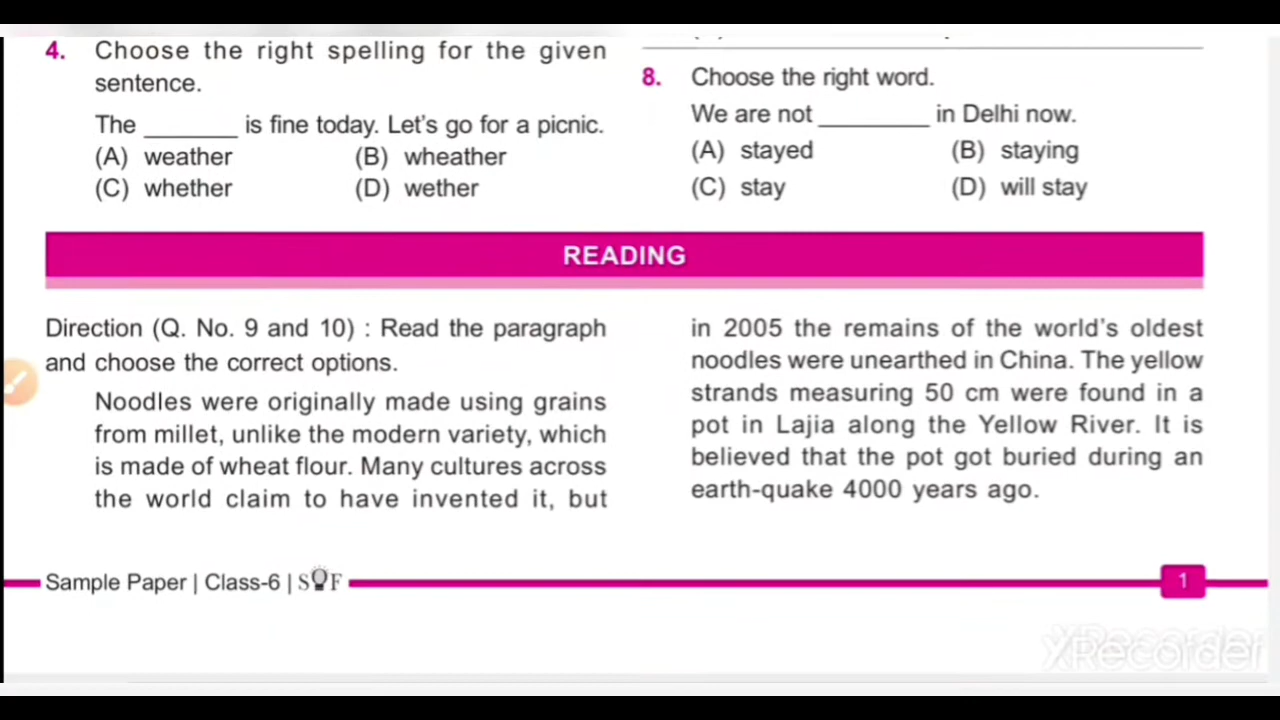 4. Choose the right spelling for the given
sentence.
The _______ is fine today. Let's go for a picnic.
(A) weather (B) wheather
(C) whether (D) wether
8. Choose the right word.
We are not ________ in Delhi now.
(A) stayed (B) staying
(C) stay (D) will stay
READING
Direction (Q. No. 9 and 10) : Read the paragraph
and choose the correct options.
Noodles were originally made using grains
from millet, unlike the modern variety, which
is made of wheat flour. Many cultures across
the world claim to have invented it, but
in 2005 the remains of the world's oldest
noodles were unearthed in China. The yellow
strands measuring 50 cm were found in a
pot in Lajia along the Yellow River. It is
believed that the pot got buried during an
earth-quake 4000 years ago.
Sample Paper | Class-6 | SOF
1
XRecorder